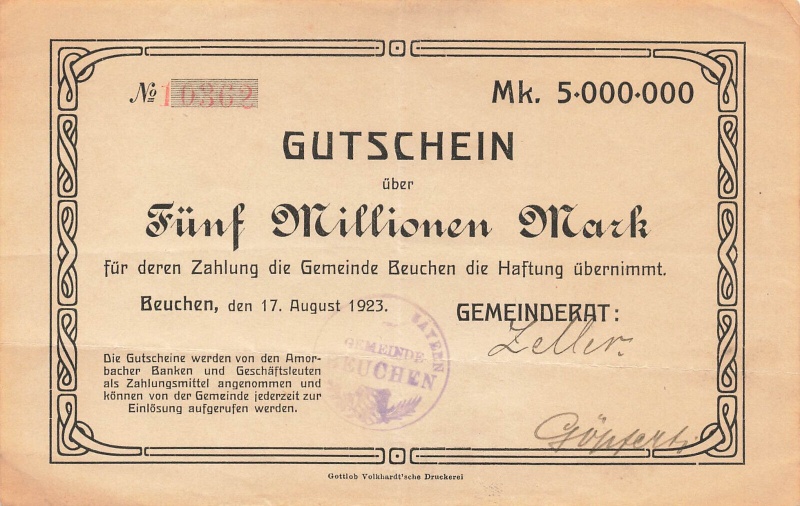 № 10362
Mk. 5·000·000
GUTSCHEIN
über
Fünf Millionen Mark
für deren Zahlung die Gemeinde Beuchen die Haftung übernimmt.
Beuchen, den 17. August 1923.
GEMEINDERAT:
Zeller.
BAYERN
GEMEINDE
BEUCHEN
Die Gutscheine werden von den Amor-
bacher Banken und Geschäftsleuten
als Zahlungsmittel angenommen und
können von der Gemeinde jederzeit zur
Einlösung aufgerufen werden.
Göpfert
Gottlob Volkhardt'sche Druckerei